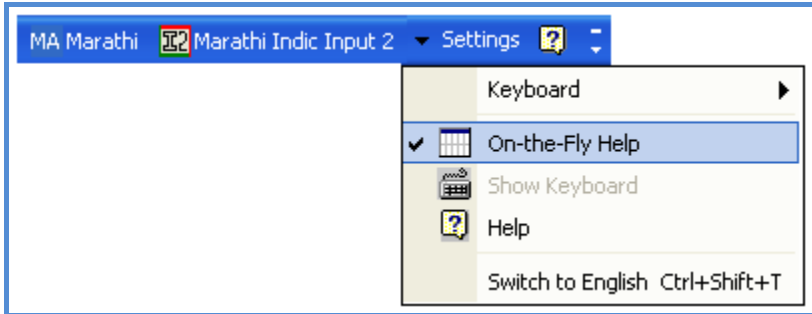 MA Marathi Marathi Indic Input 2 Settings
Keyboard
On-the-Fly Help
Show Keyboard
Help
Switch to English Ctrl+Shift+T